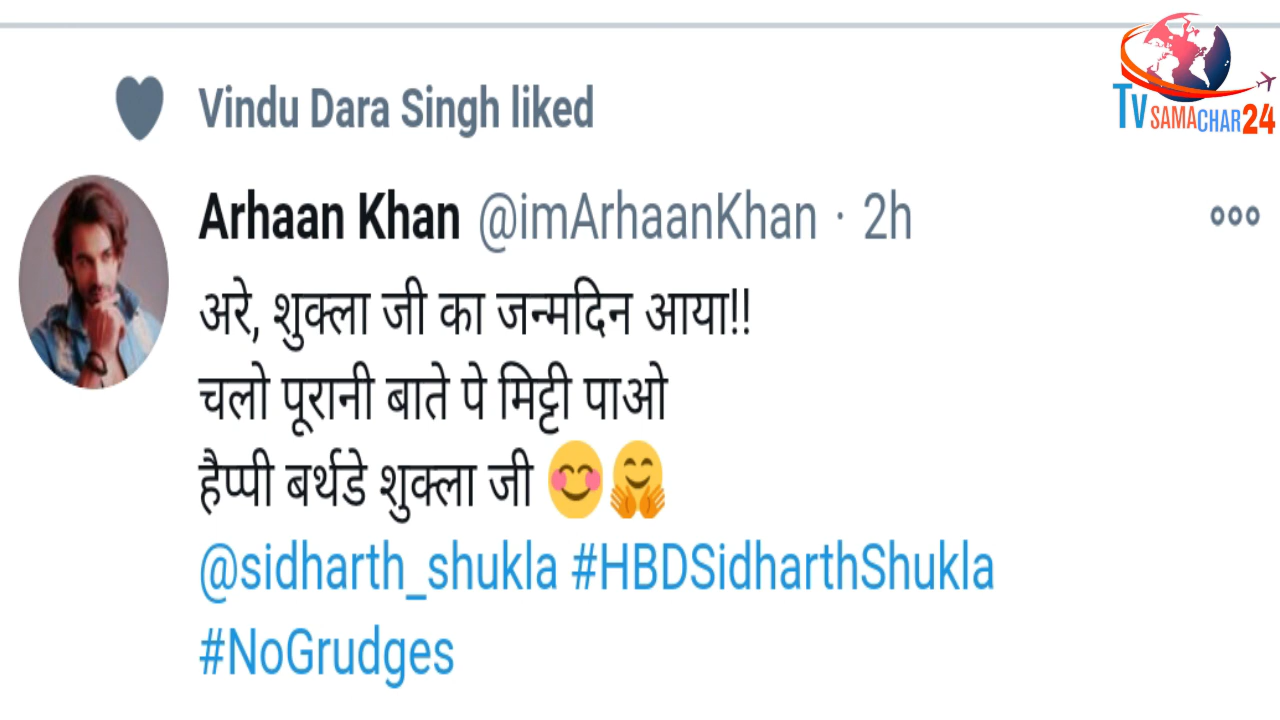 Vindu Dara Singh liked
TV SAMACHAR24
Arhaan Khan @imArhaanKhan · 2h
अरे, शुक्ला जी का जन्मदिन आया!!
चलो पूरानी बाते पे मिट्टी पाओ
हैप्पी बर्थडे शुक्ला जी 😊🤗
@sidharth_shukla #HBDSidharthShukla
#NoGrudges